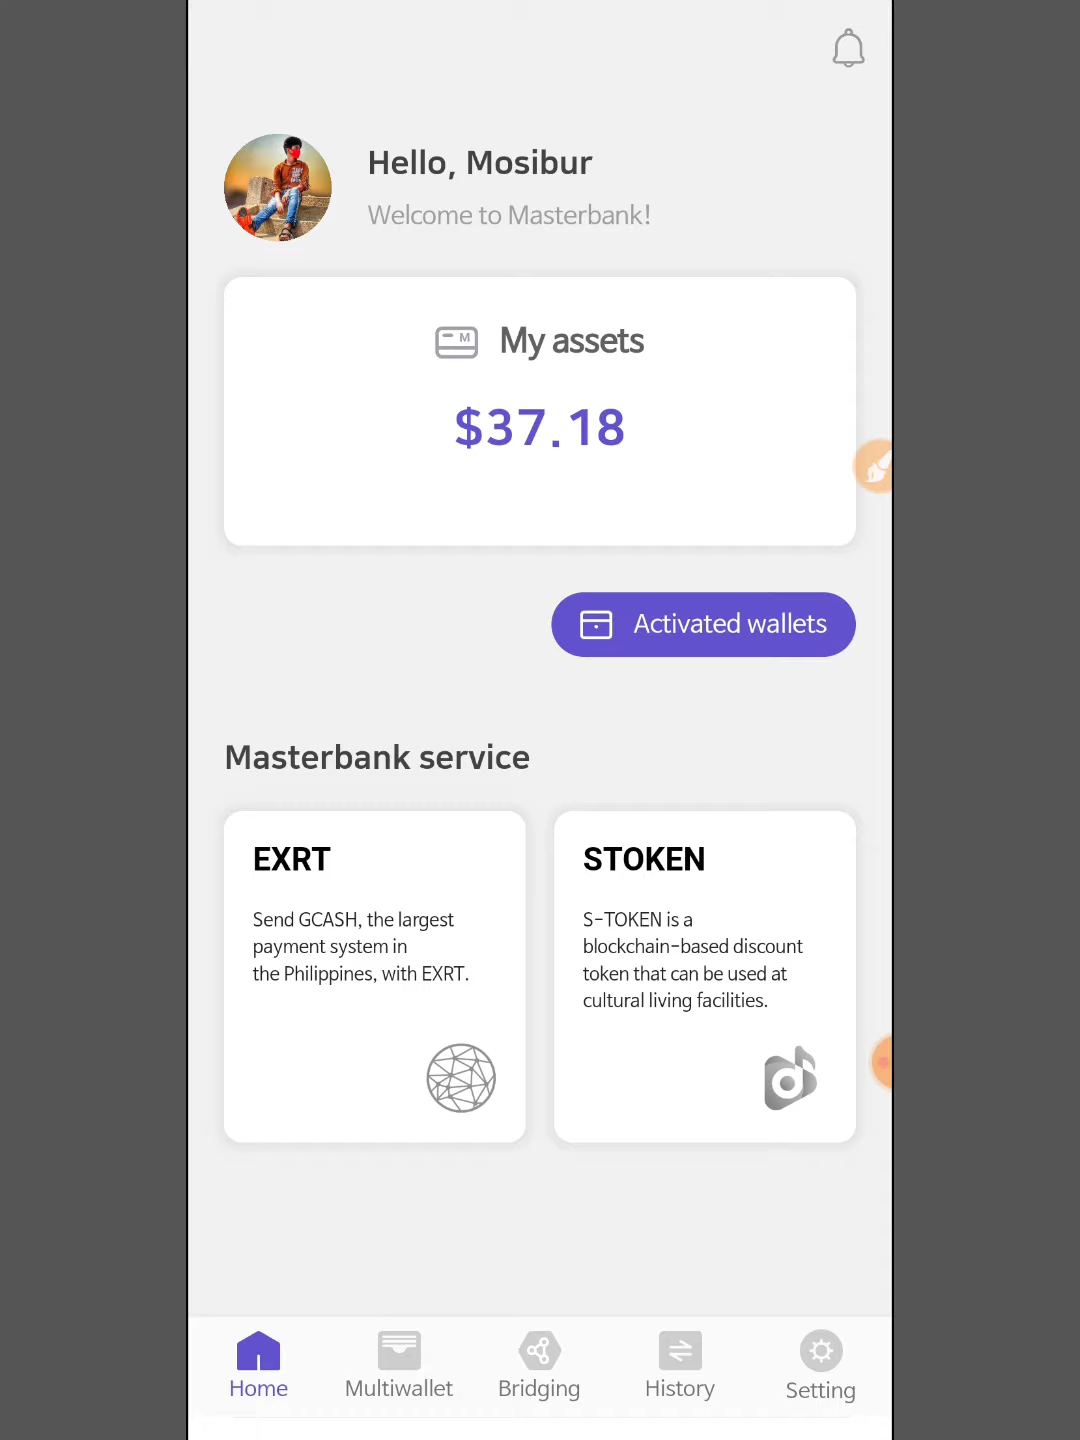 Hello, Mosibur
Welcome to Masterbank!
M
My assets
$37.18
Activated wallets
Masterbank service
EXRT
Send GCASH, the largest
payment system in
the Philippines, with EXRT.
STOKEN
S-TOKEN is a
blockchain-based discount
token that can be used at
cultural living facilities.
Home
Multiwallet
Bridging
History
Setting